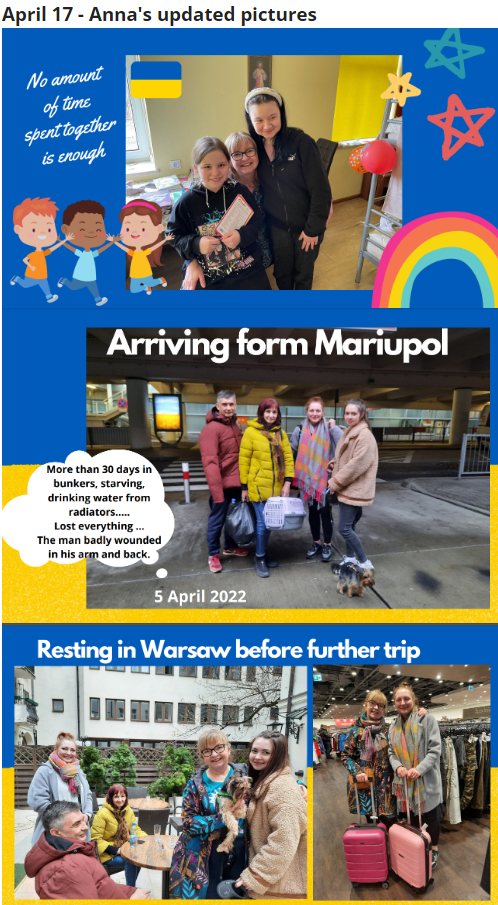 April 17 - Anna's updated pictures
No amount
of time
spent together
is enough
Arriving form Mariupol
More than 30 days in
bunkers, starving,
drinking water from
radiators.....
Lost everything ...
The man badly wounded
in his arm and back.
5 April 2022
Resting in Warsaw before further trip